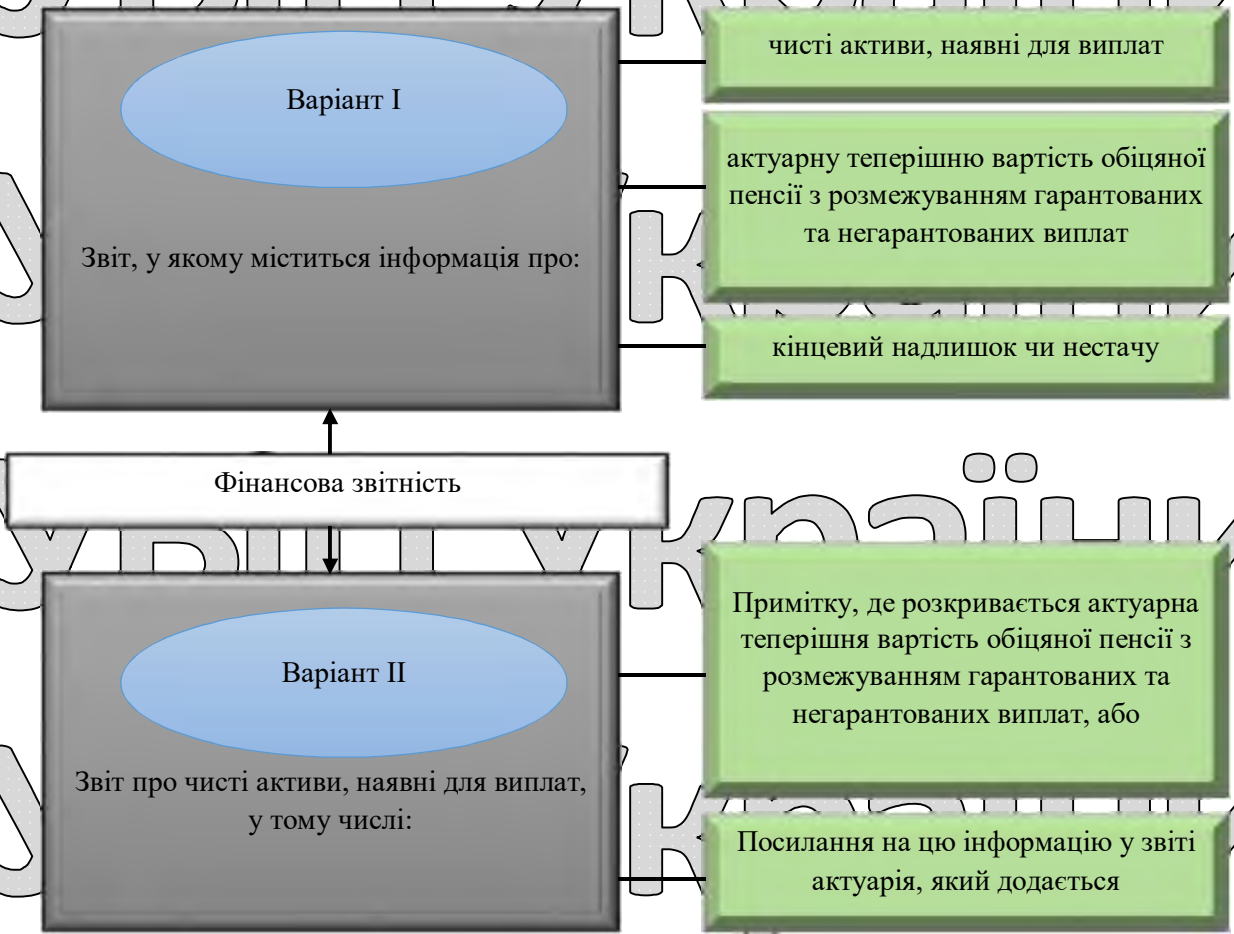 чисті активи, наявні для виплат
Варіант I
актуарну теперішню вартість обіцяної
пенсії з розмежуванням гарантованих
та негарантованих виплат
Звіт, у якому міститься інформація про:
кінцевий надлишок чи нестачу
Фінансова звітність
Примітку, де розкривається актуарна
теперішня вартість обіцяної пенсії з
розмежуванням гарантованих та
негарантованих виплат, або
Варіант II
Звіт про чисті активи, наявні для виплат,
у тому числі:
Посилання на цю інформацію у звіті
актуарія, який додається